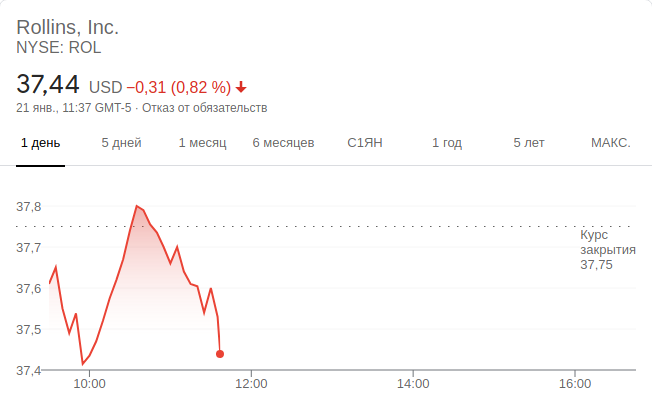 Rollins, Inc.
NYSE: ROL
37,44 USD −0,31 (0,82 %)
21 янв., 11:37 GMT-5 · Отказ от обязательств
1 день 5 дней 1 месяц 6 месяцев С1ЯН 1 год 5 лет МАКС.
37,8
Курс
закрытия
37,75
37,7
37,6
37,5
37,4
10:00 12:00 14:00 16:00